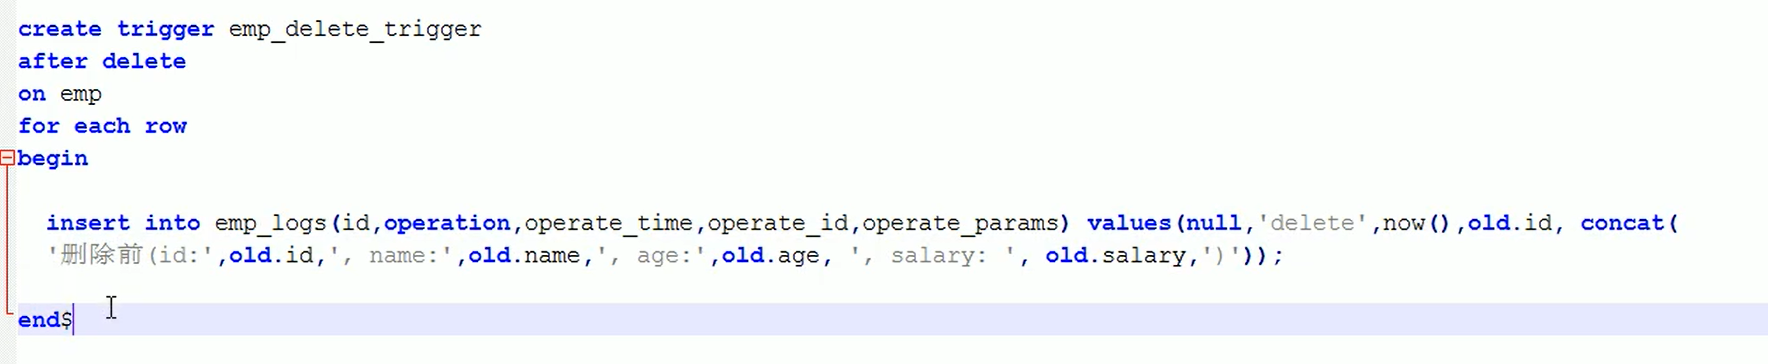 create trigger emp_delete_trigger
after delete
on emp
for each row
begin
insert into emp_logs(id,operation,operate_time,operate_id,operate_params) values(null,'delete',now(),old.id, concat(
'删除前(id:',old.id,', name:',old.name,', age:',old.age, ', salary: ', old.salary,')'));
end$